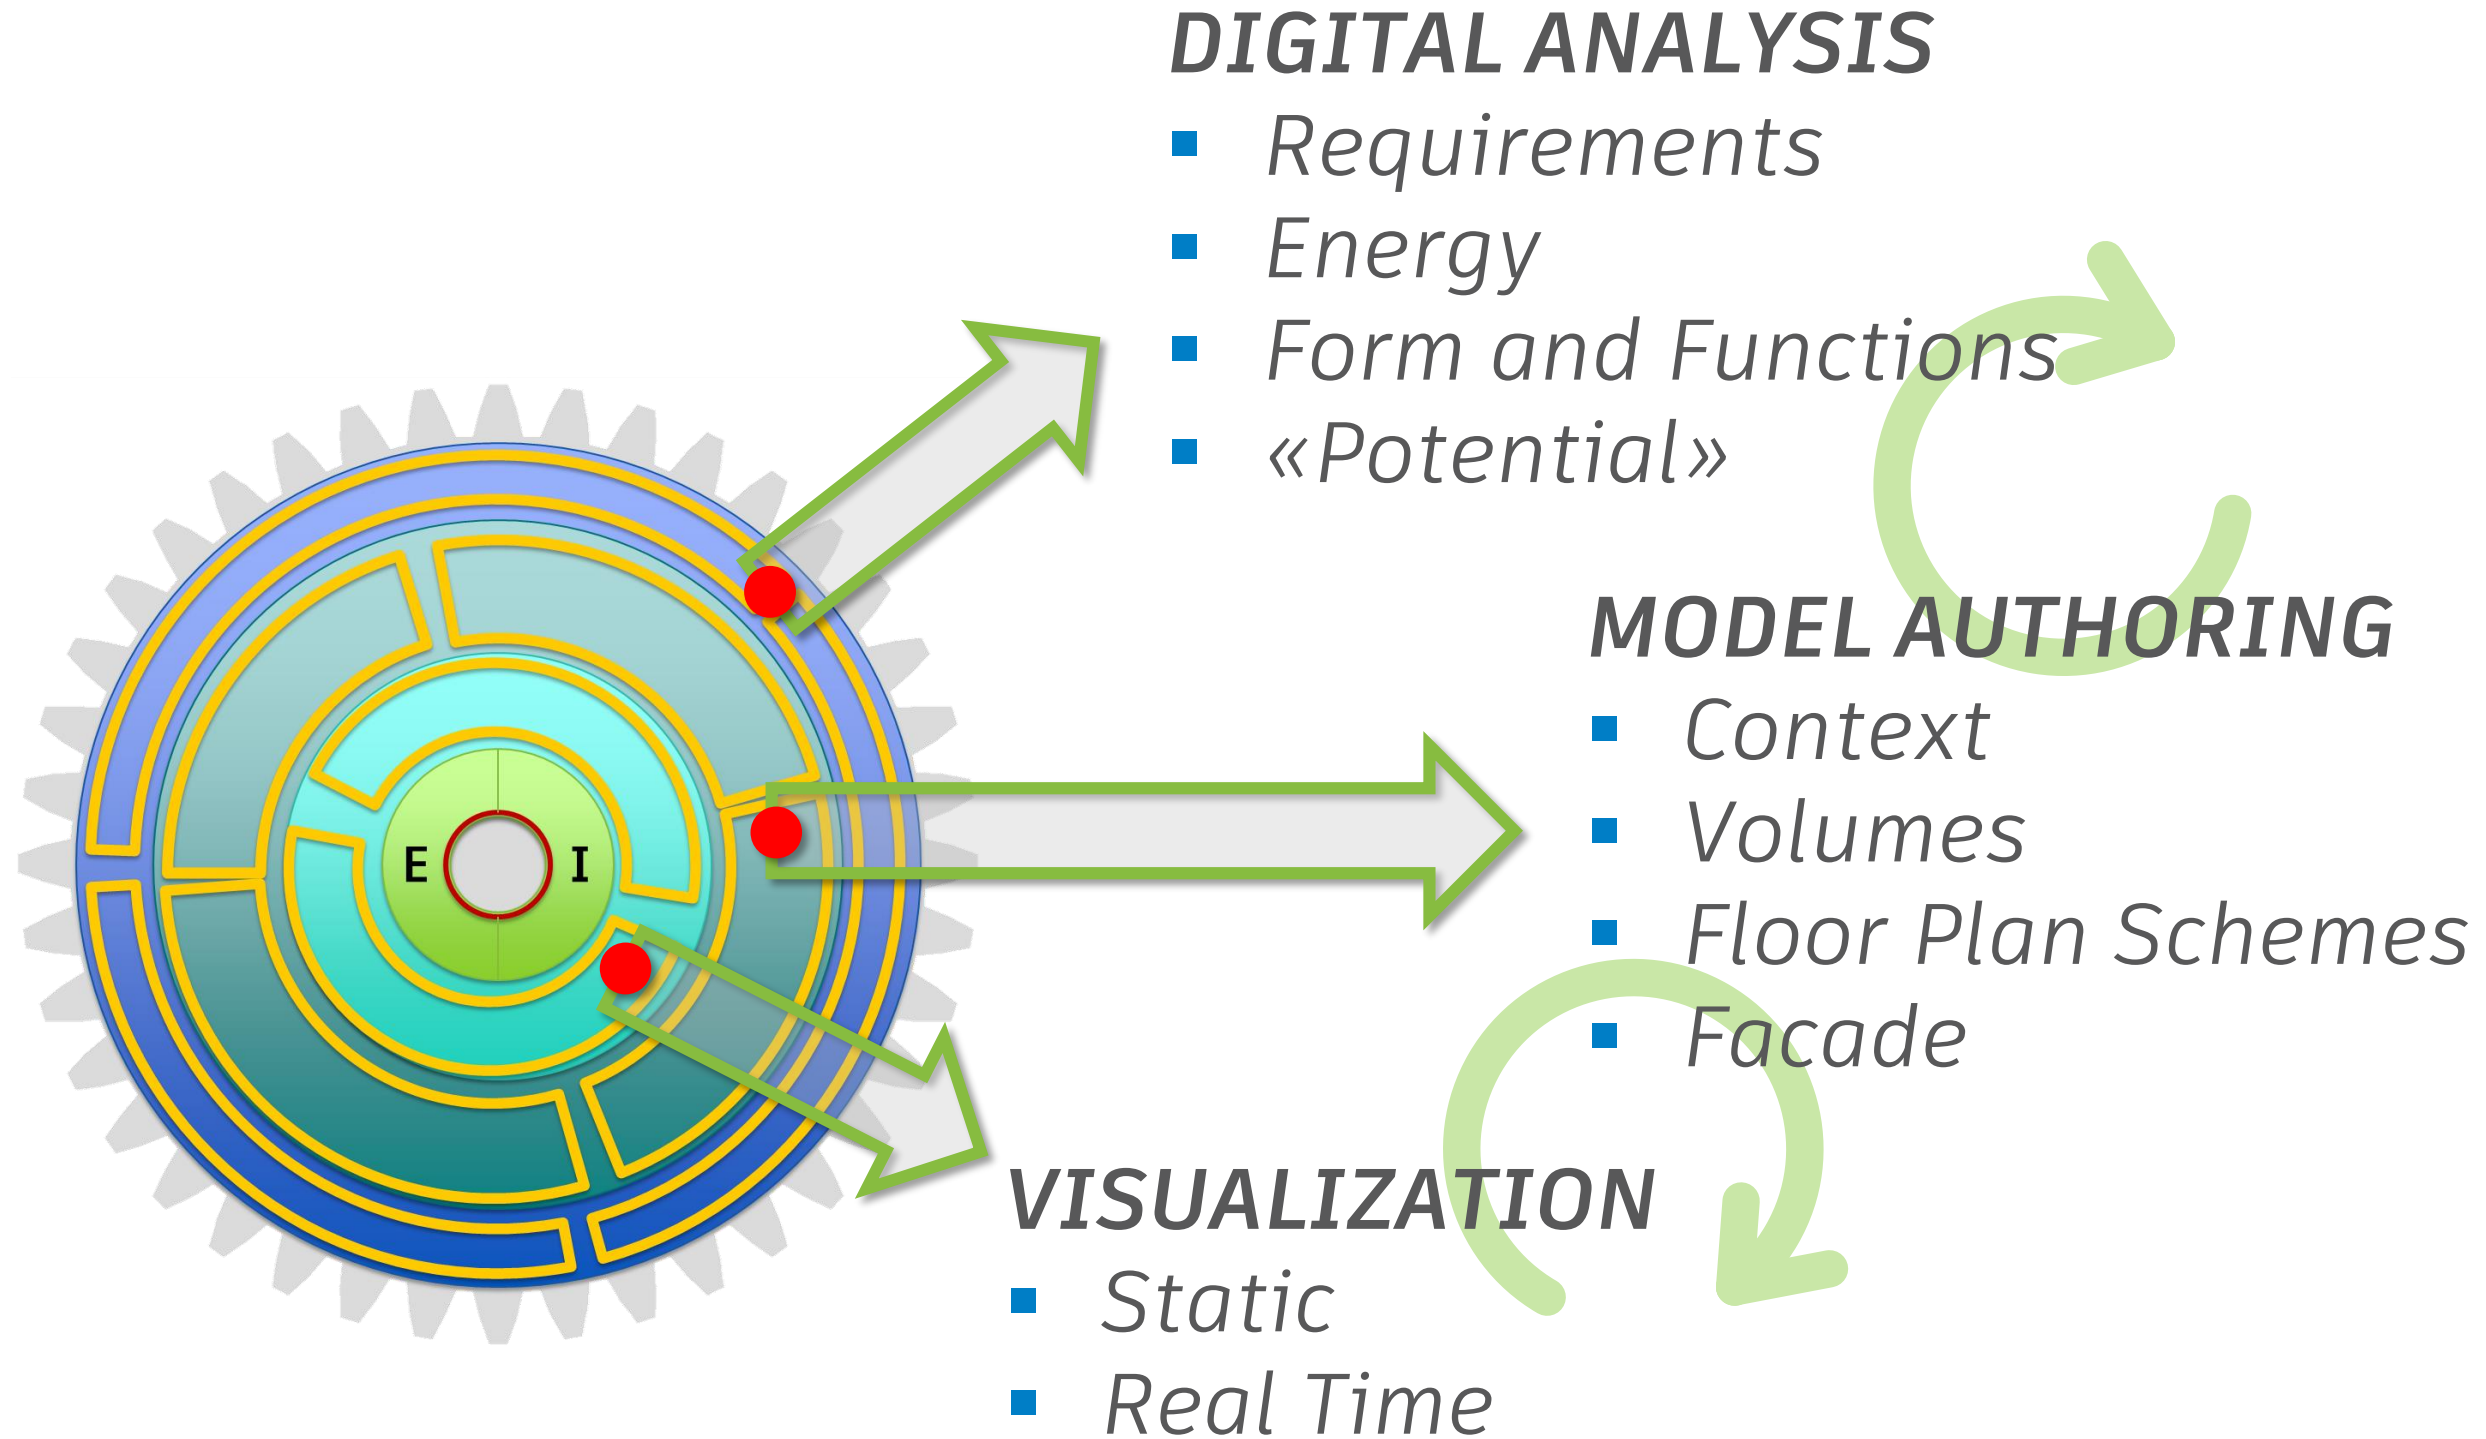 DIGITAL ANALYSIS
Requirements
Energy
Form and Functions
«Potential»
MODEL AUTHORING
Context
Volumes
Floor Plan Schemes
Facade
E I
VISUALIZATION
Static
Real Time